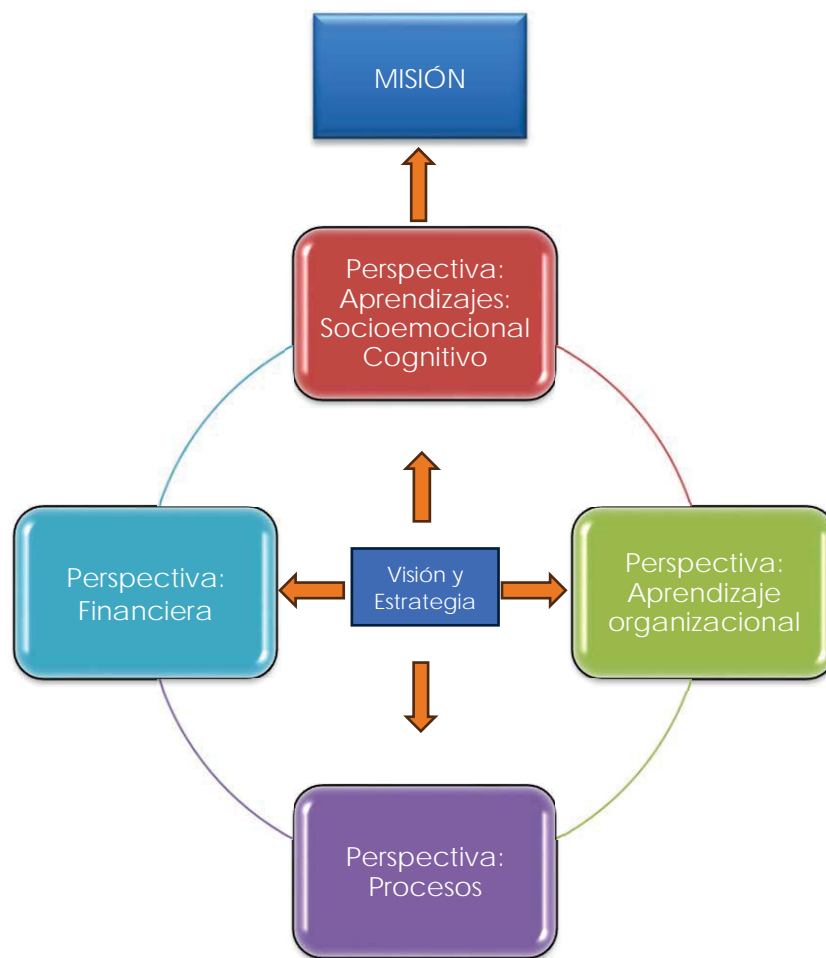 MISIÓN
Perspectiva:
Aprendizajes:
Socioemocional
Cognitivo
Perspectiva:
Financiera
Visión y
Estrategia
Perspectiva:
Aprendizaje
organizacional
Perspectiva:
Procesos